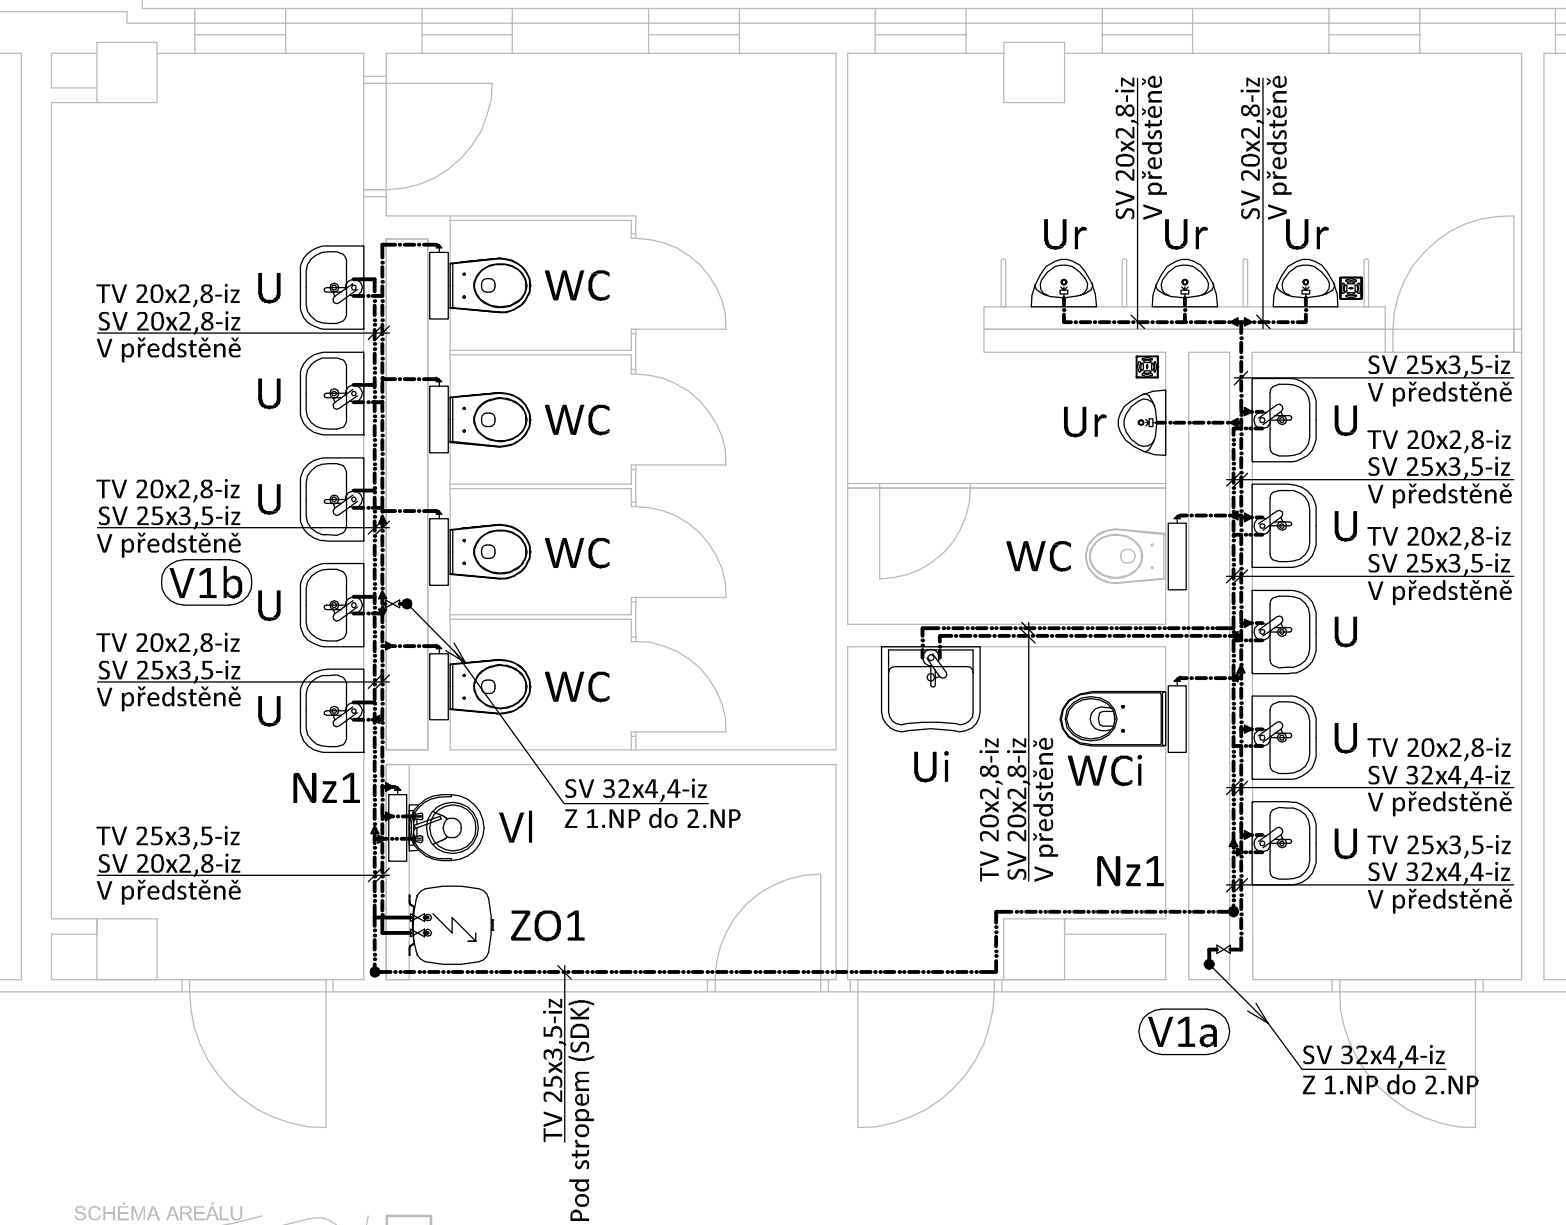 SV 20x2,8-iz
V předstěně
SV 20x2,8-iz
V předstěně
Ur
Ur
Ur
U
WC
TV 20x2,8-iz
SV 20x2,8-iz
V předstěně
SV 25x3,5-iz
V předstěně
U
WC
Ur
U
TV 20x2,8-iz
SV 25x3,5-iz
V předstěně
TV 20x2,8-iz
SV 25x3,5-iz
V předstěně
U
WC
WC
U
TV 20x2,8-iz
SV 25x3,5-iz
V předstěně
V1b
U
U
TV 20x2,8-iz
SV 25x3,5-iz
V předstěně
U
WC
Ui
WCi
U
TV 20x2,8-iz
SV 32x4,4-iz
V předstěně
TV 20x2,8-iz
SV 20x2,8-iz
V předstěně
Nz1
SV 32x4,4-iz
Z 1.NP do 2.NP
Vl
TV 25x3,5-iz
SV 20x2,8-iz
V předstěně
Nz1
U
TV 25x3,5-iz
SV 32x4,4-iz
V předstěně
ZO1
TV 25x3,5-iz
Pod stropem (SDK)
V1a
SV 32x4,4-iz
Z 1.NP do 2.NP
SCHÉMA AREÁLU